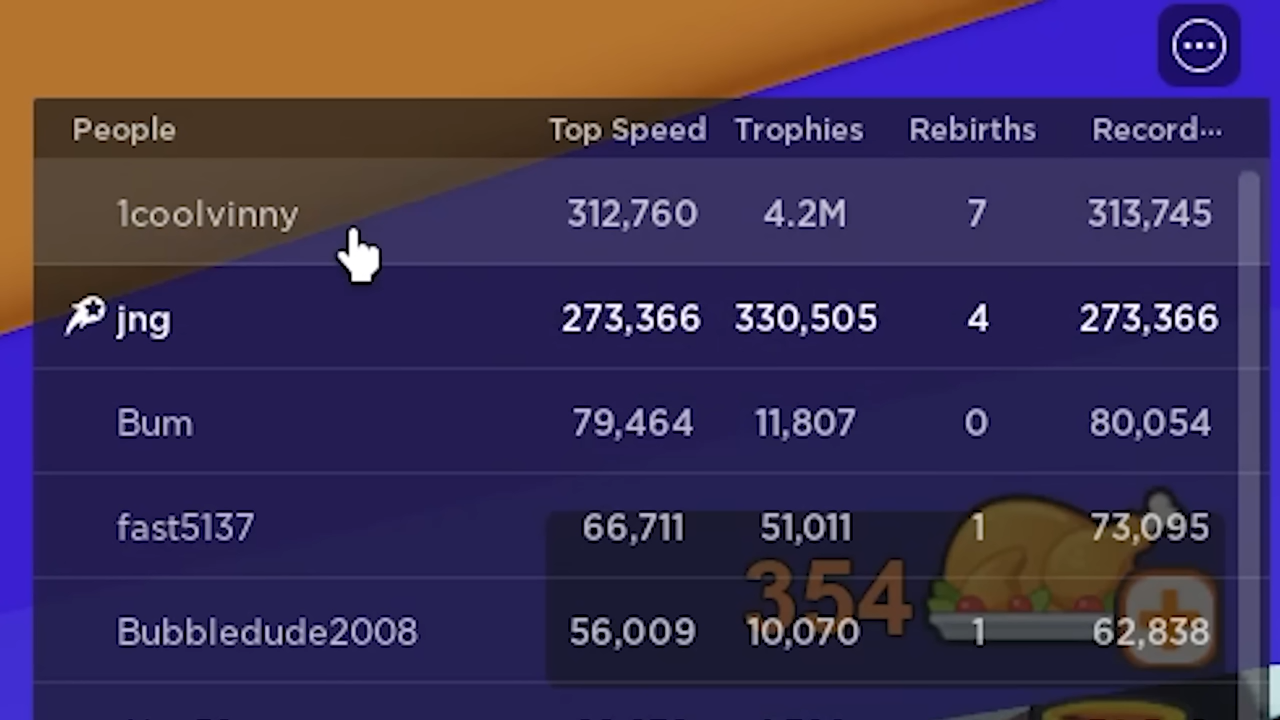 People Top Speed Trophies Rebirths Record...
1coolvinny 312,760 4.2M 7 313,745
jng 273,366 330,505 4 273,366
Bum 79,464 11,807 0 80,054
fast5137 66,711 51,011 1 73,095
354
Bubbledude2008 56,009 10,070 1 62,838